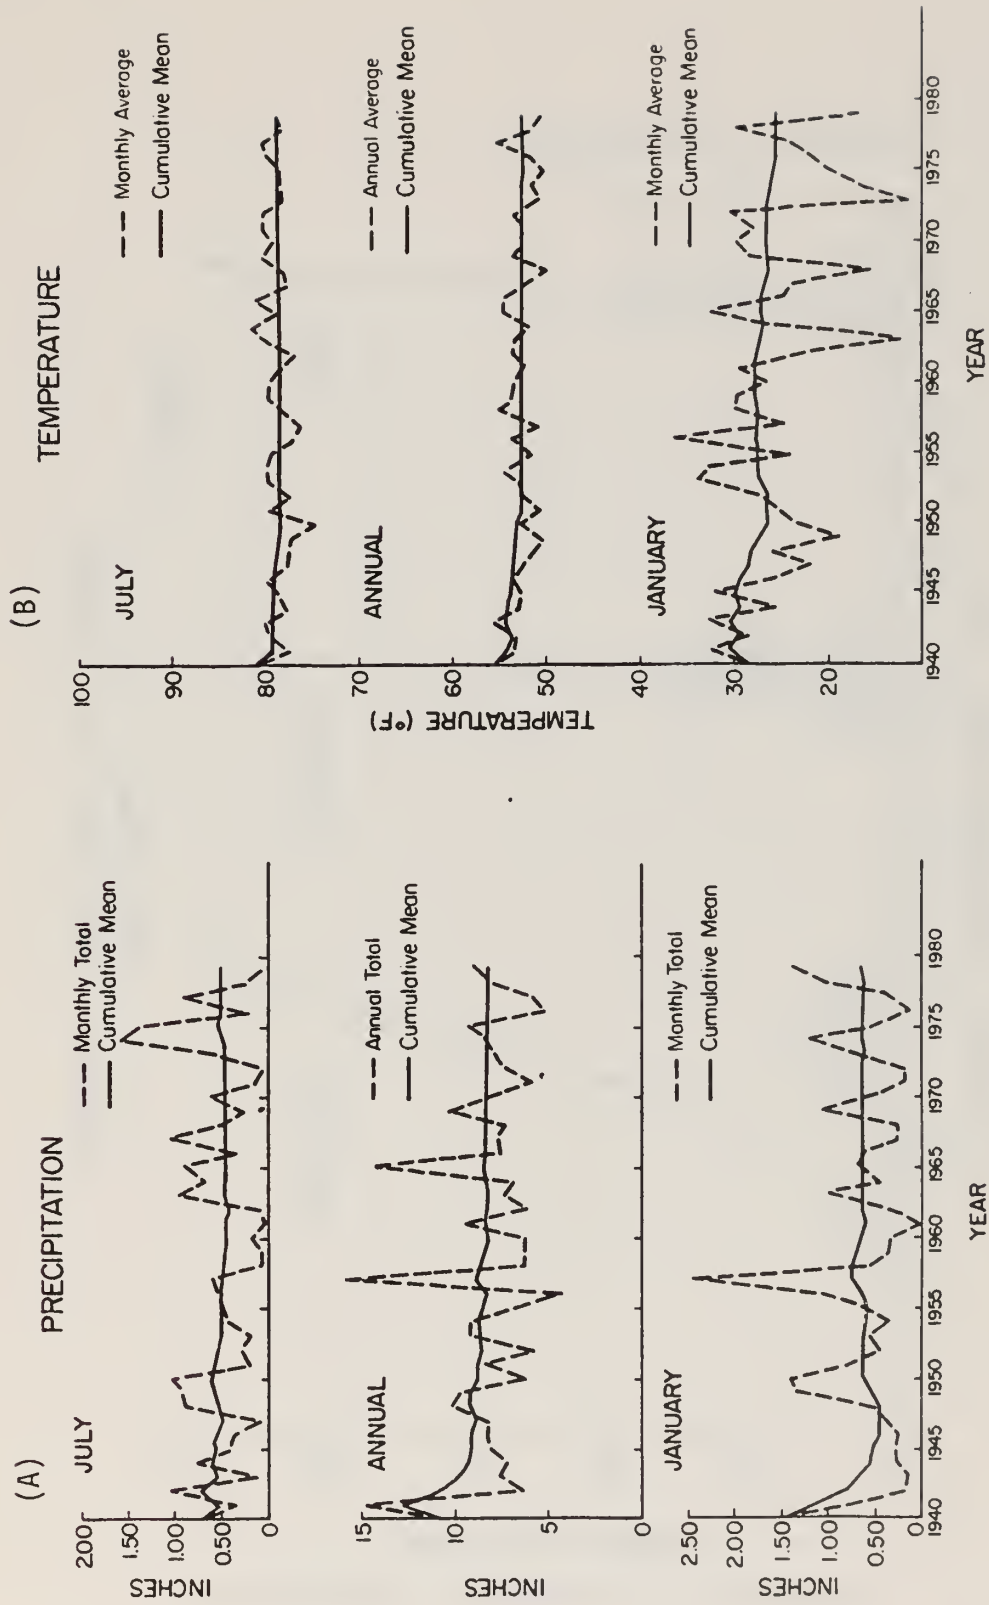 (A)
PRECIPITATION
JULY
--- Monthly Total
— Cumulative Mean
2.00
1.50
1.00
0.50
0
INCHES
ANNUAL
--- Annual Total
— Cumulative Mean
15
10
5
0
INCHES
JANUARY
--- Monthly Total
— Cumulative Mean
2.50
2.00
1.50
1.00
0.50
0
INCHES
1940
1945
1950
1955
1960
1965
1970
1975
1980
YEAR
(B)
TEMPERATURE
JULY
--- Monthly Average
— Cumulative Mean
ANNUAL
--- Annual Average
— Cumulative Mean
JANUARY
--- Monthly Average
— Cumulative Mean
100
90
80
70
60
50
40
30
20
TEMPERATURE (°F)
1940
1945
1950
1955
1960
1965
1970
1975
1980
YEAR